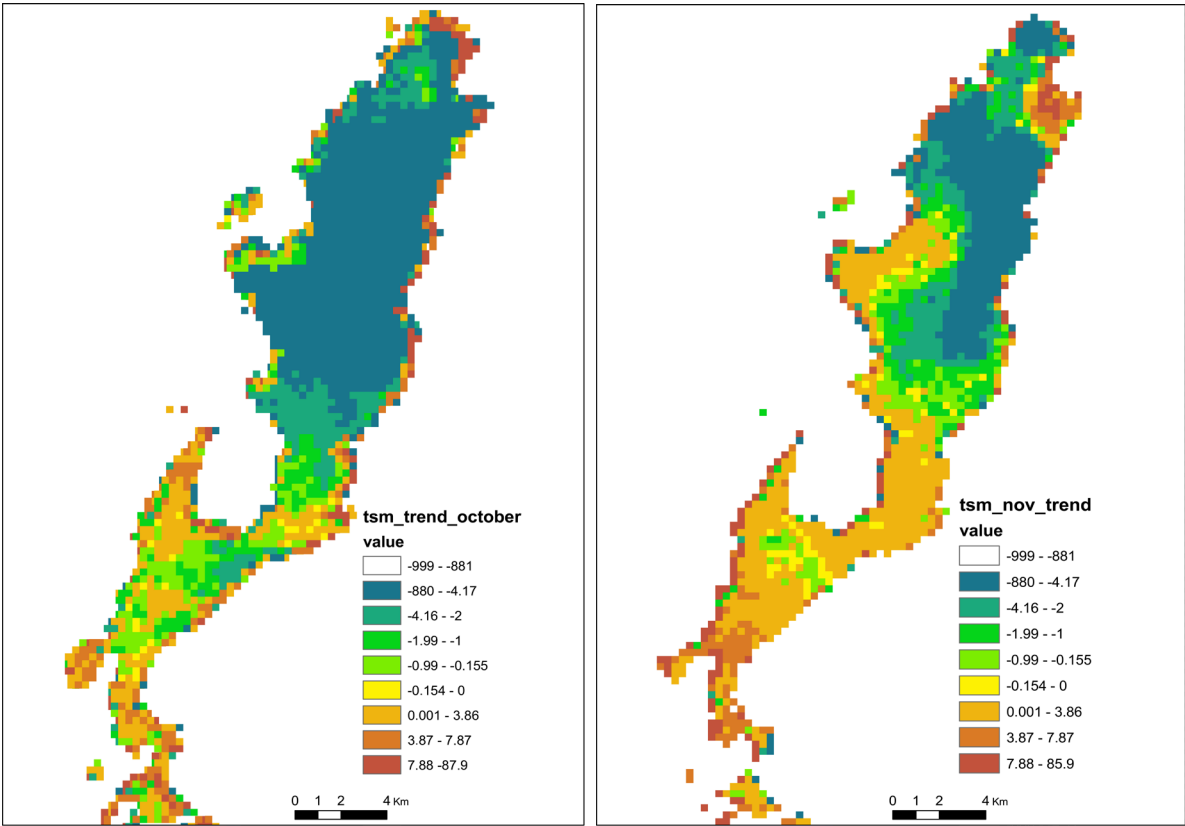 tsm_trend_october
value
-999 - -881
-880 - -4.17
-4.16 - -2
-1.99 - -1
-0.99 - -0.155
-0.154 - 0
0.001 - 3.86
3.87 - 7.87
7.88 -87.9
0 1 2 4 Km
tsm_nov_trend
value
-999 - -881
-880 - -4.17
-4.16 - -2
-1.99 - -1
-0.99 - -0.155
-0.154 - 0
0.001 - 3.86
3.87 - 7.87
7.88 - 85.9
0 1 2 4 Km